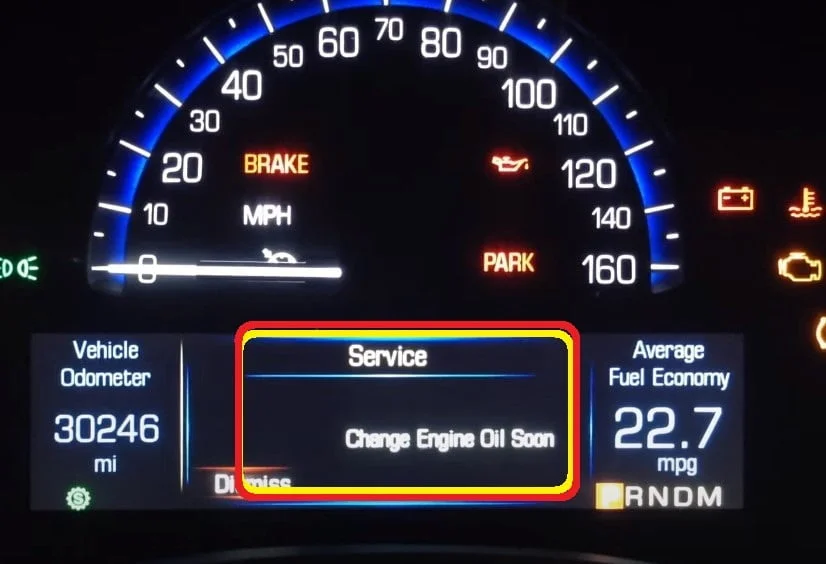 70
60
80
50
90
40
100
30
110
BRAKE
20
120
MPH
10
140
PARK
0
160
Vehicle
Odometer
30246
mi
Service
Change Engine Oil Soon
Dismiss
Average
Fuel Economy
22.7
mpg
PRNDM